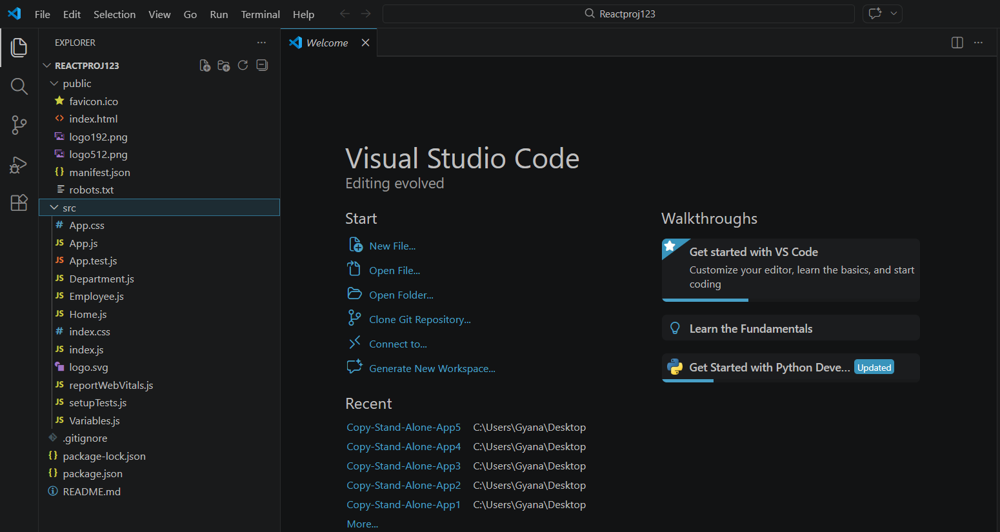 File Edit Selection View Go Run Terminal Help
Reactproj123
EXPLORER
Welcome
REACTPROJ123
public
favicon.ico
index.html
logo192.png
logo512.png
manifest.json
robots.txt
src
App.css
App.js
App.test.js
Department.js
Employee.js
Home.js
index.css
index.js
logo.svg
reportWebVitals.js
setupTests.js
Variables.js
.gitignore
package-lock.json
package.json
README.md
Visual Studio Code
Editing evolved
Start
New File...
Open File...
Open Folder...
Clone Git Repository...
Connect to...
Generate New Workspace...
Recent
Copy-Stand-Alone-App5 C:\Users\Gyana\Desktop
Copy-Stand-Alone-App4 C:\Users\Gyana\Desktop
Copy-Stand-Alone-App3 C:\Users\Gyana\Desktop
Copy-Stand-Alone-App2 C:\Users\Gyana\Desktop
Copy-Stand-Alone-App1 C:\Users\Gyana\Desktop
More...
Walkthroughs
Get started with VS Code
Customize your editor, learn the basics, and start
coding
Learn the Fundamentals
Get Started with Python Deve... Updated